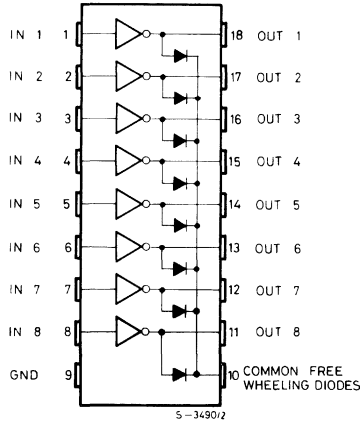 IN 1 1 18 OUT 1
IN 2 2 17 OUT 2
IN 3 3 16 OUT 3
IN 4 4 15 OUT 4
IN 5 5 14 OUT 5
IN 6 6 13 OUT 6
IN 7 7 12 OUT 7
IN 8 8 11 OUT 8
GND 9 10 COMMON FREE
WHEELING DIODES
S-3490/2